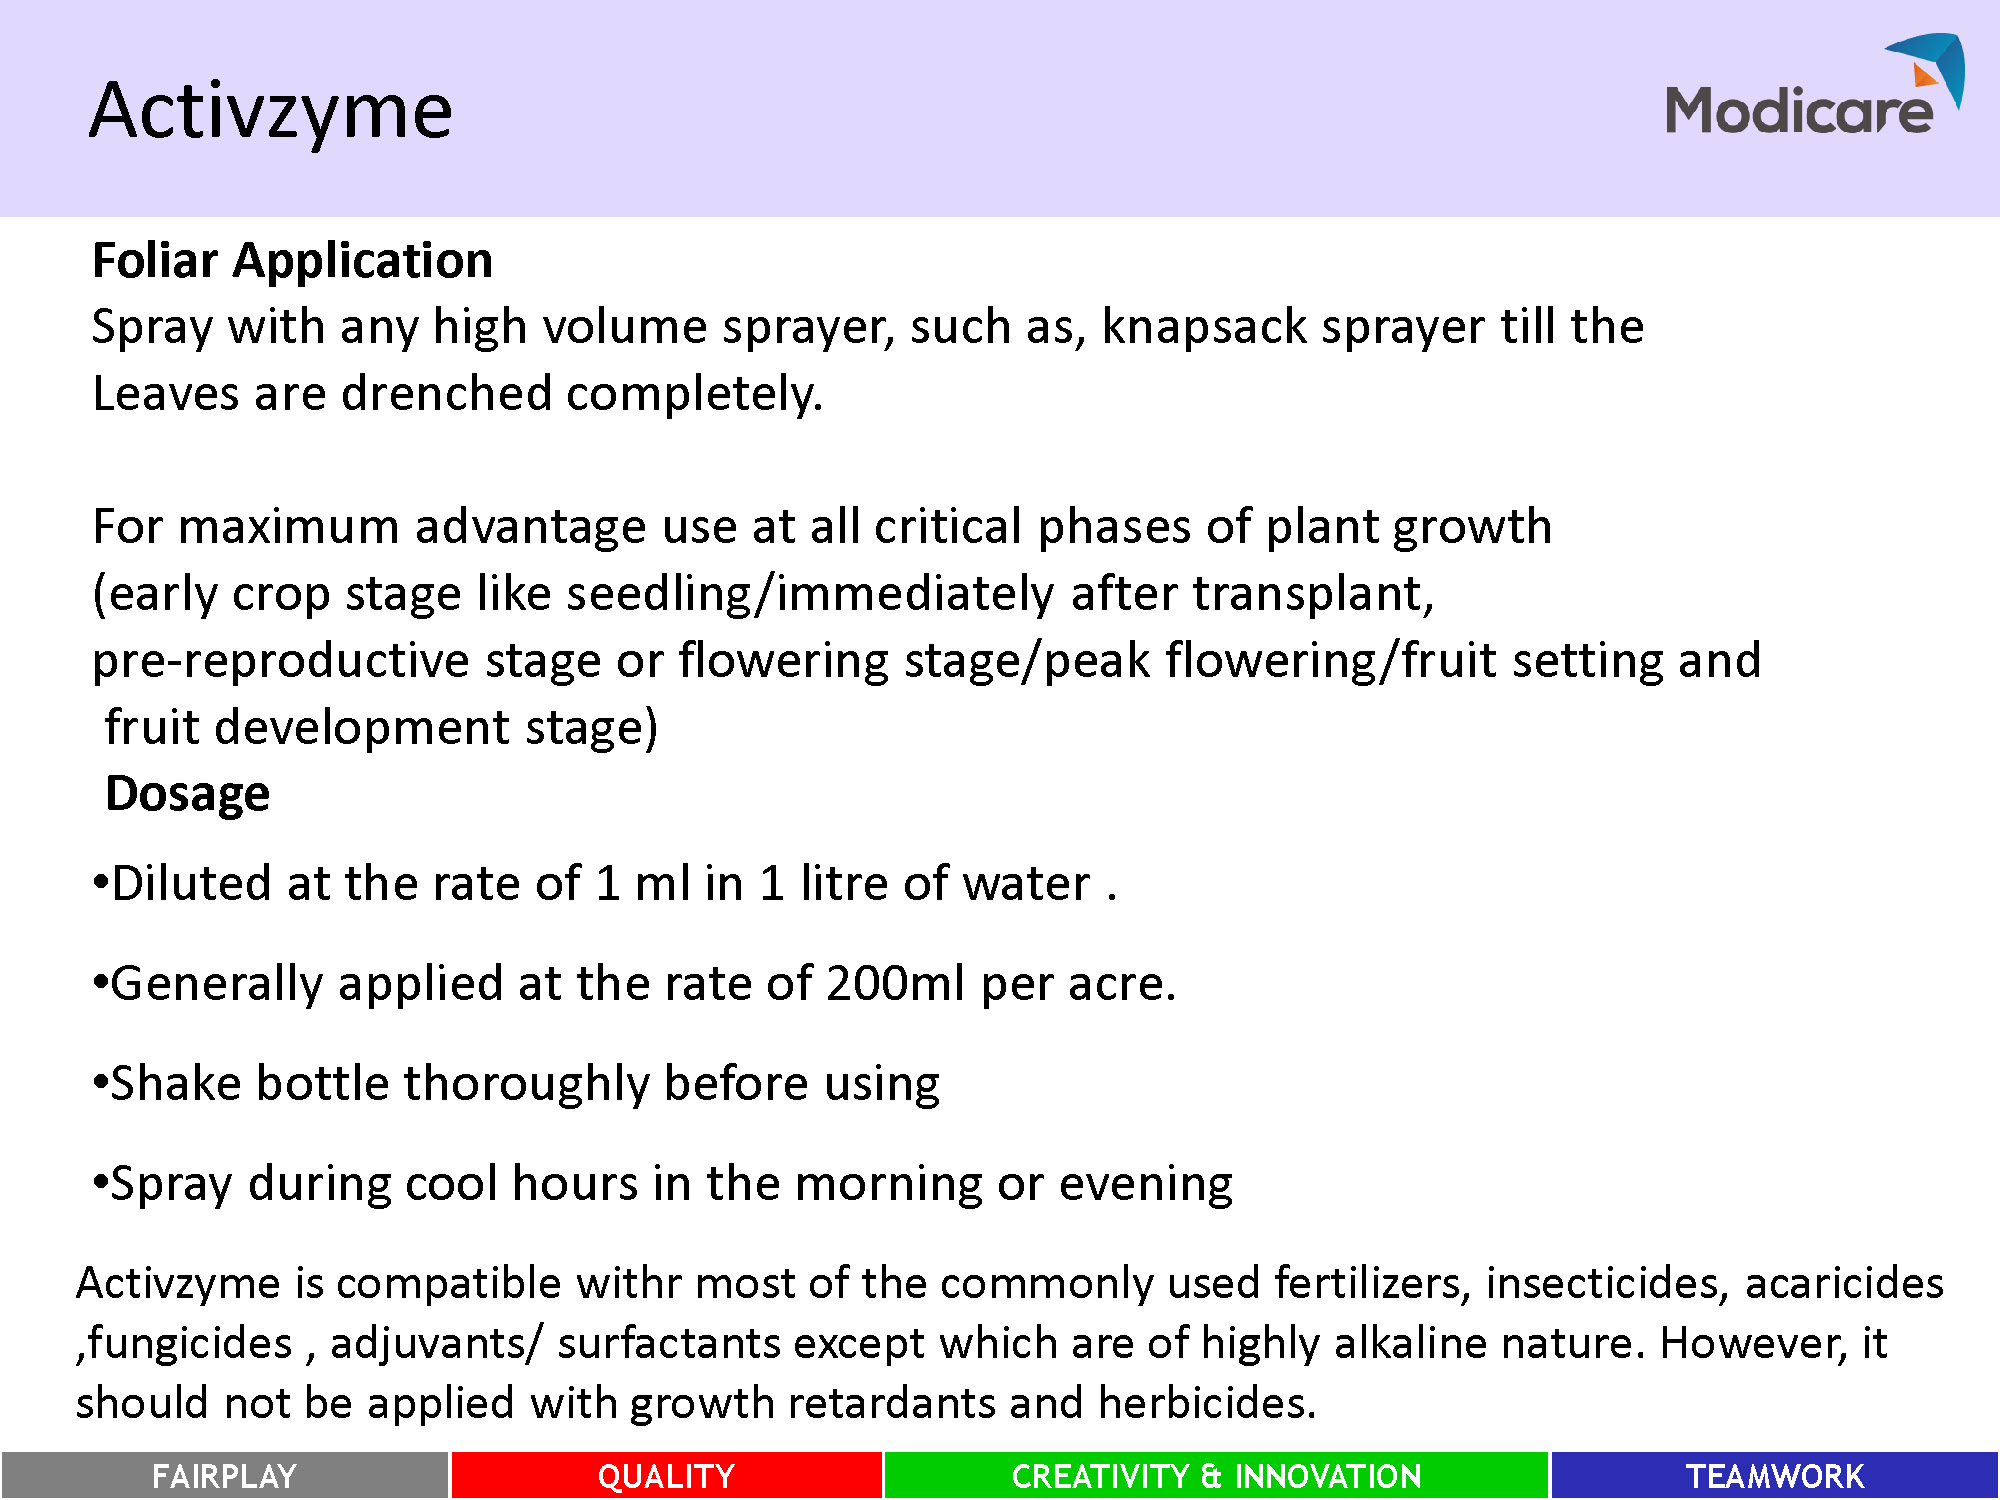 Activzyme
Modicare
Foliar Application
Spray with any high volume sprayer, such as, knapsack sprayer till the
Leaves are drenched completely.
For maximum advantage use at all critical phases of plant growth
(early crop stage like seedling/immediately after transplant,
pre-reproductive stage or flowering stage/peak flowering/fruit setting and
fruit development stage)
Dosage
•Diluted at the rate of 1 ml in 1 litre of water .
•Generally applied at the rate of 200ml per acre.
•Shake bottle thoroughly before using
•Spray during cool hours in the morning or evening
Activzyme is compatible withr most of the commonly used fertilizers, insecticides, acaricides
,fungicides , adjuvants/ surfactants except which are of highly alkaline nature. However, it
should not be applied with growth retardants and herbicides.
FAIRPLAY QUALITY CREATIVITY & INNOVATION TEAMWORK